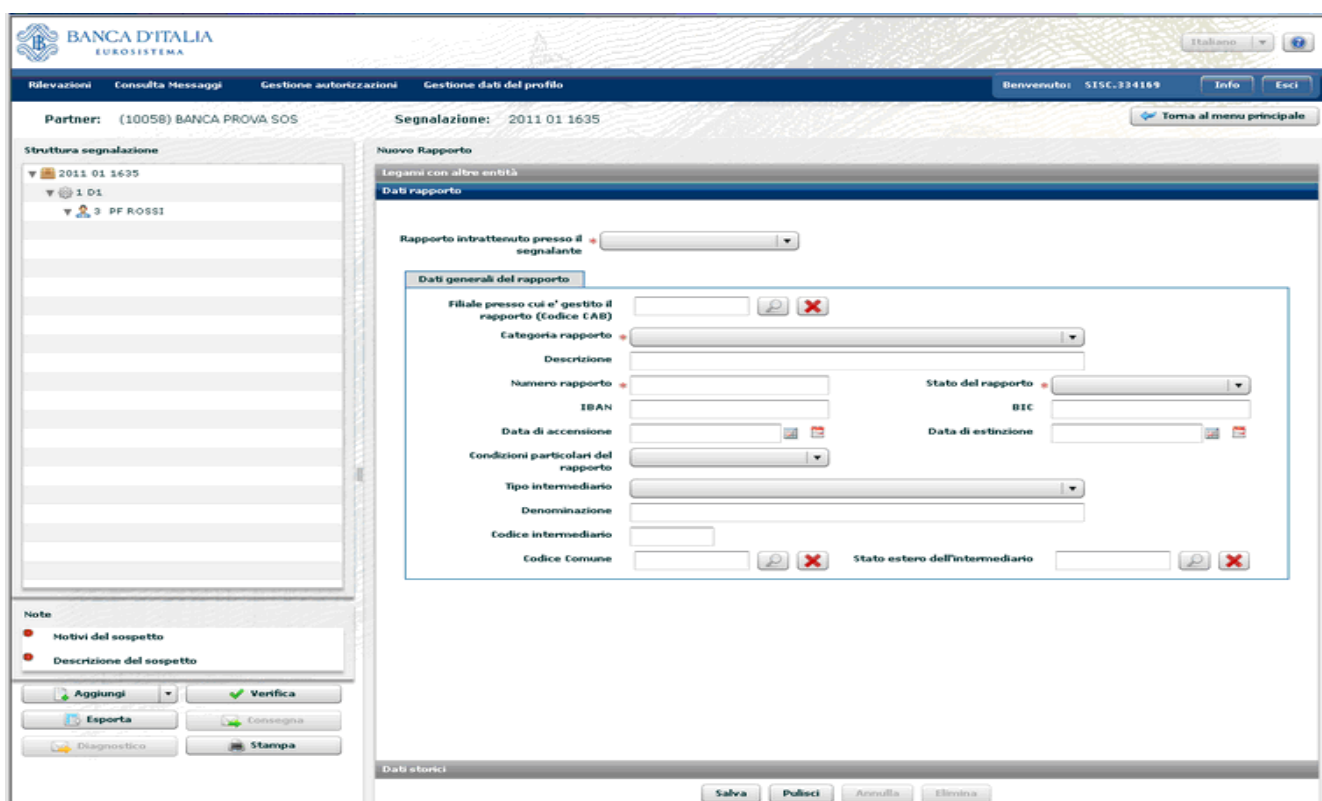 BANCA D'ITALIA
EUROSISTEMA
Italiano
Rilevazioni Consulta Messaggi Gestione autorizzazioni Gestione dati del profilo Benvenuto: SISC.334169 Info Esci
Partner: (10058) BANCA PROVA SOS Segnalazione: 2011 01 1635 Torna al menu principale
Struttura segnalazione
2011 01 1635
1 D1
3 PF ROSSI
Nuovo Rapporto
Legami con altre entità
Dati rapporto
Rapporto intrattenuto presso il *
segnalante
Dati generali del rapporto
Filiale presso cui e' gestito il
rapporto (Codice CAB)
Categoria rapporto *
Descrizione
Numero rapporto * Stato del rapporto *
IBAN BIC
Data di accensione Data di estinzione
Condizioni particolari del
rapporto
Tipo intermediario
Denominazione
Codice intermediario
Codice Comune Stato estero dell'intermediario
Note
Motivi del sospetto
Descrizione del sospetto
Aggiungi Verifica
Esporta Consegna
Diagnostico Stampa
Dati storici
Salva Pulisci Annulla Elimina